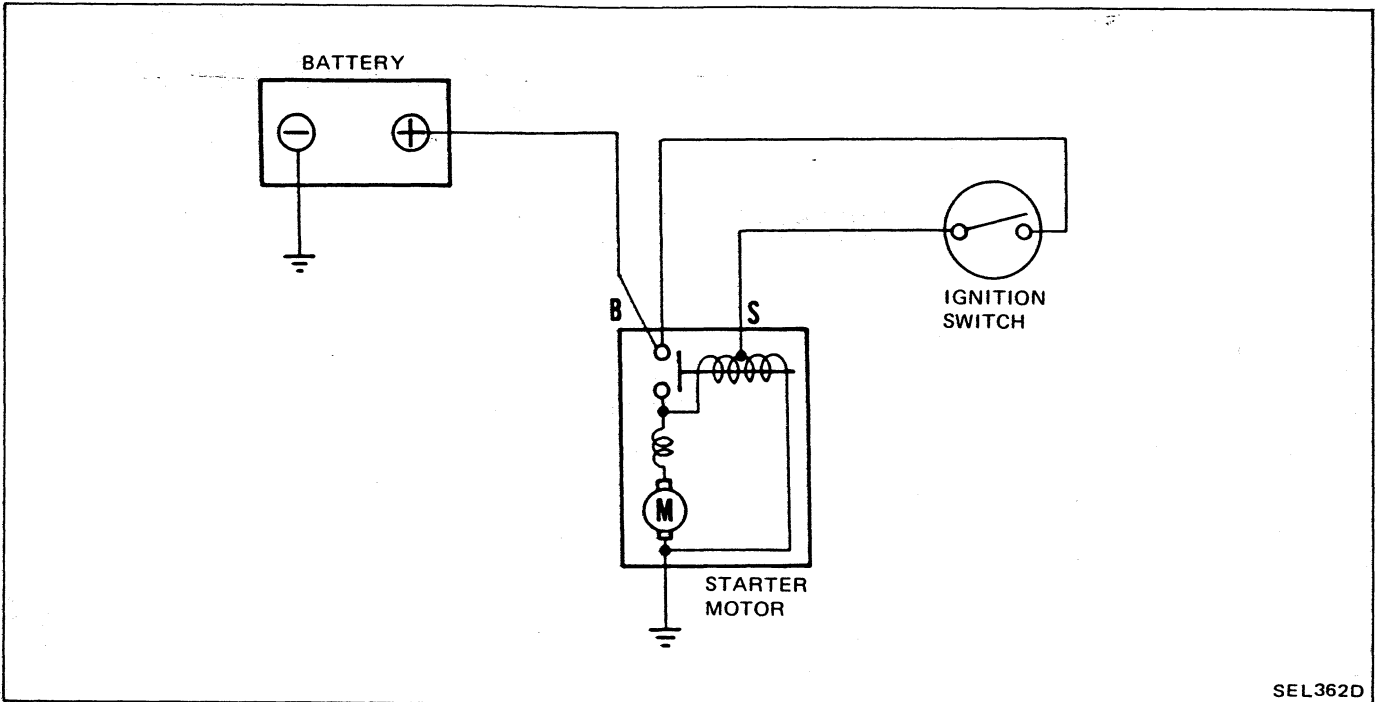 BATTERY
B
S
IGNITION
SWITCH
M
STARTER
MOTOR
SEL362D